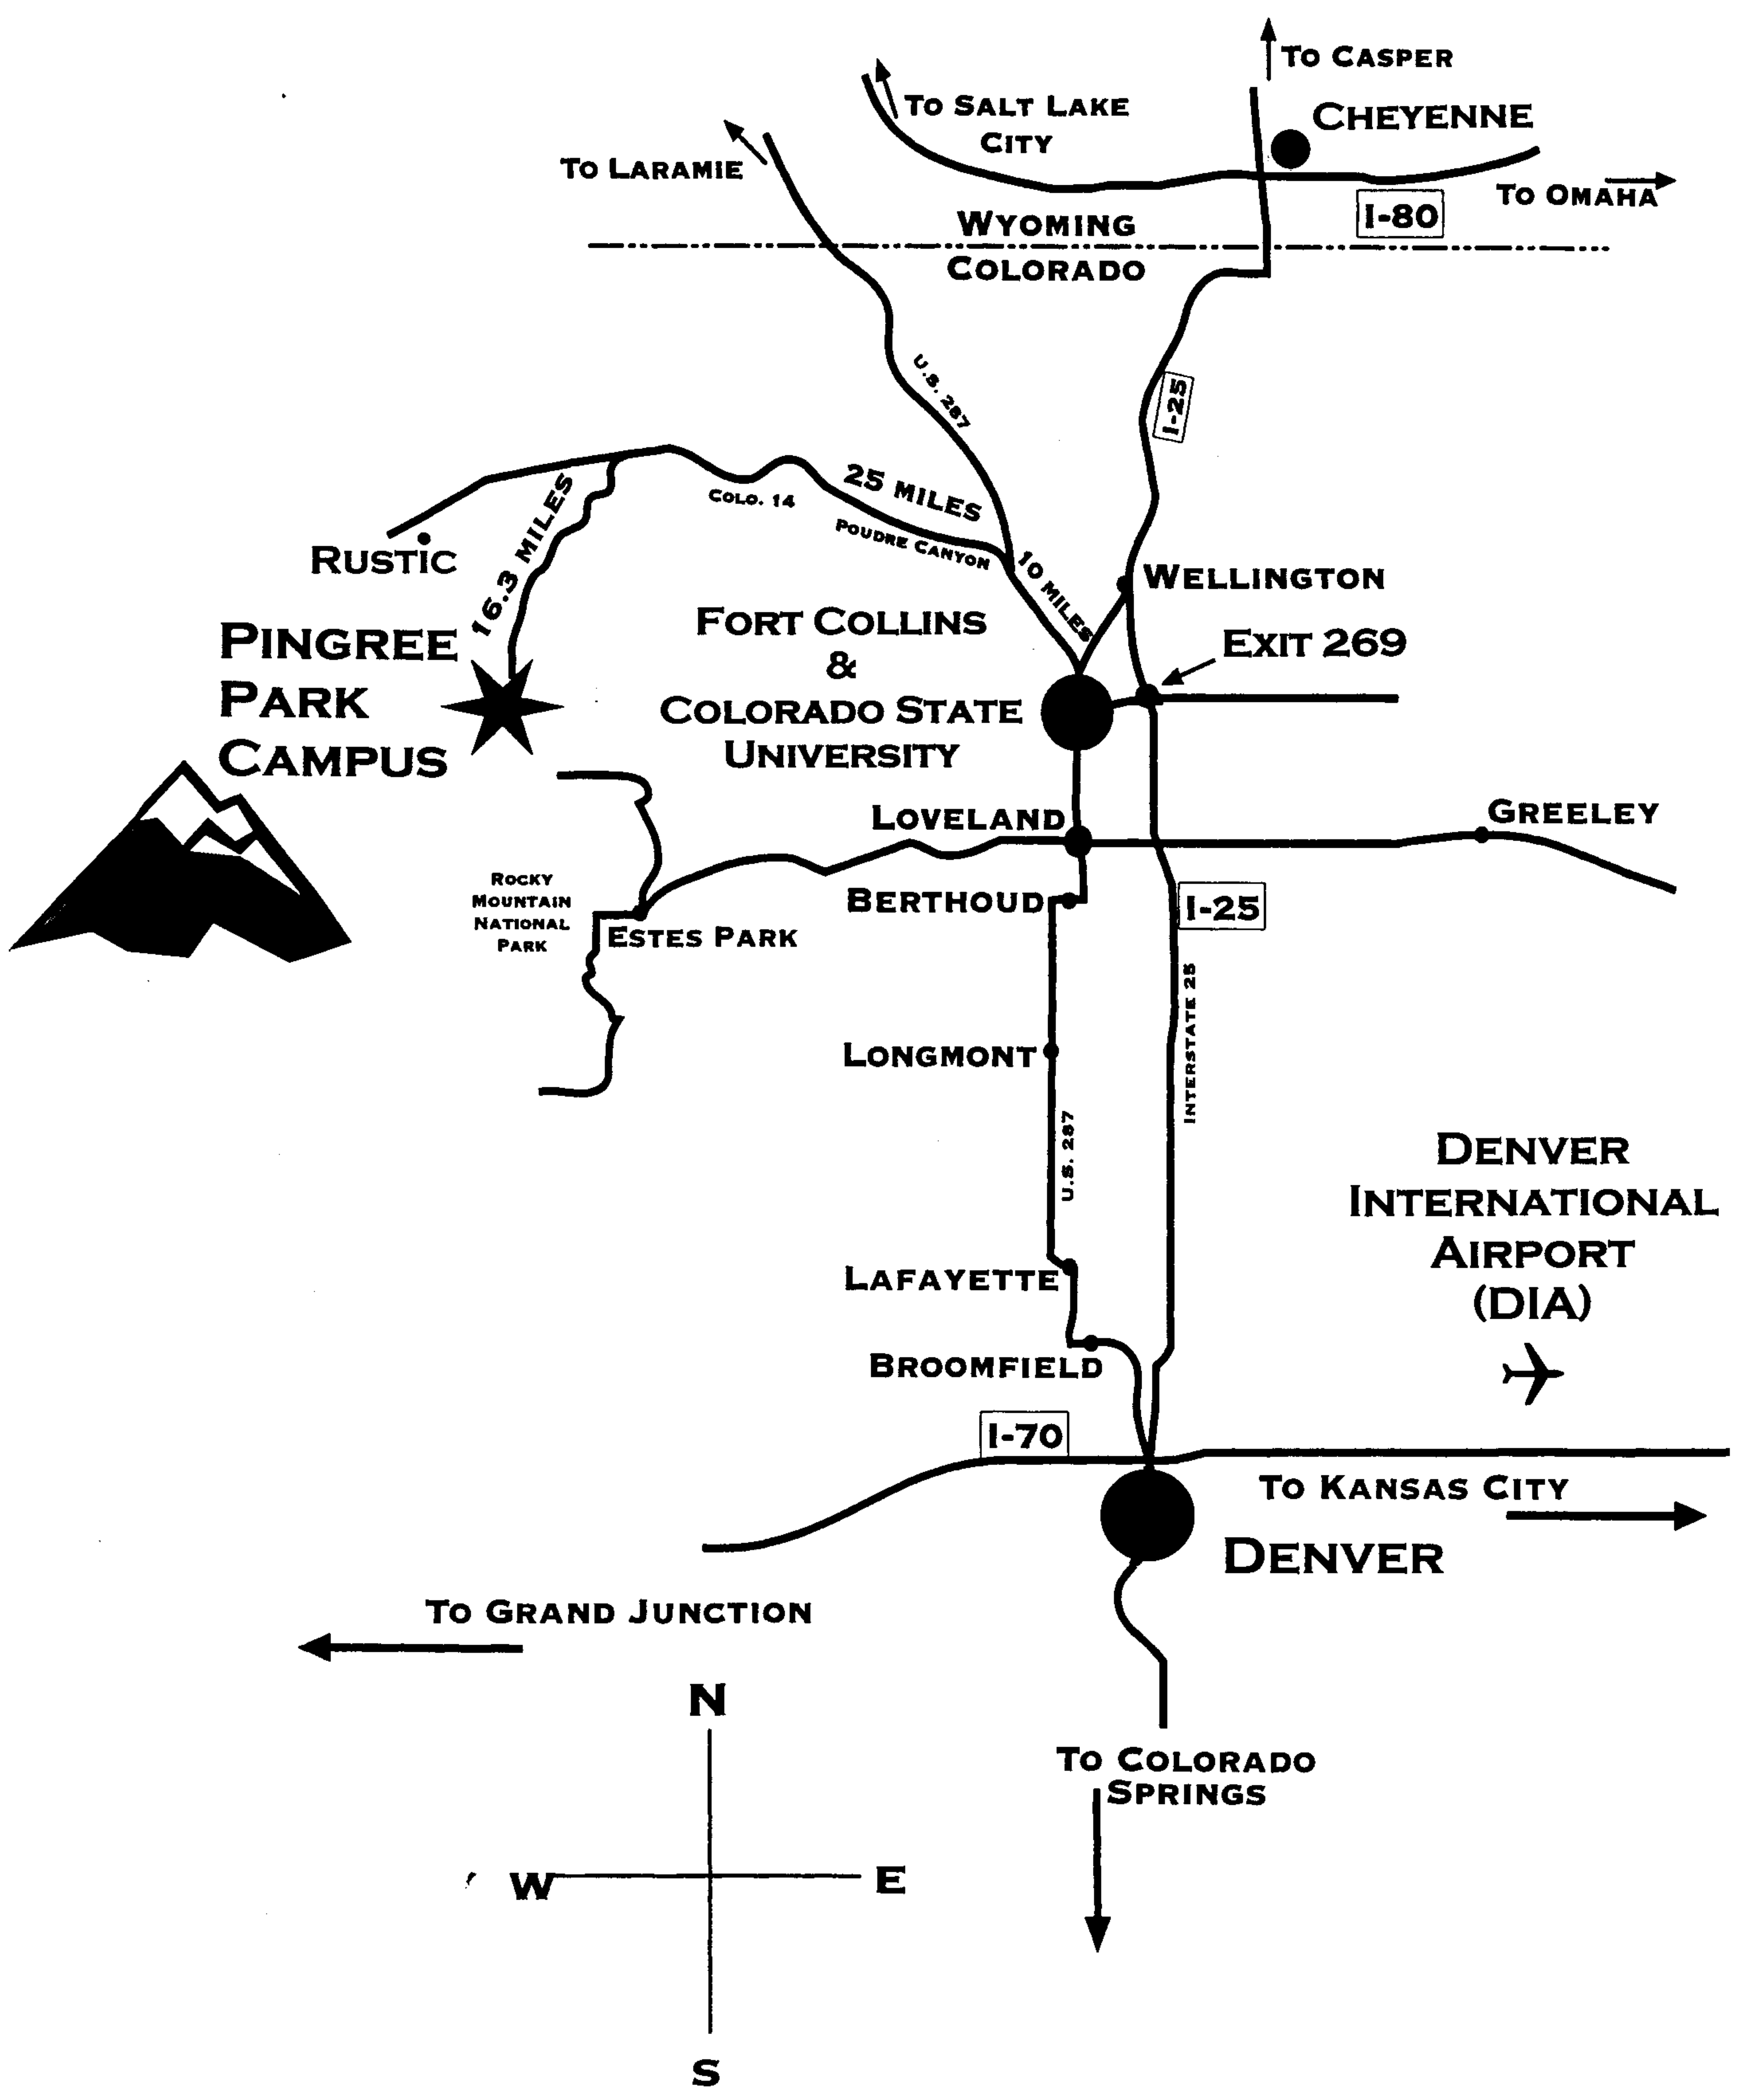 TO CASPER
TO SALT LAKE
CITY
CHEYENNE
TO LARAMIE
TO OMAHA
I-80
WYOMING
COLORADO
U.S. 287
I-25
25 MILES
COLO. 14
POUDRE CANYON
16.3 MILES
RUSTIC
10 MILES
WELLINGTON
EXIT 269
PINGREE
PARK
CAMPUS
FORT COLLINS
&
COLORADO STATE
UNIVERSITY
LOVELAND
GREELEY
ROCKY
MOUNTAIN
NATIONAL
PARK
ESTES PARK
BERTHOUD
I-25
INTERSTATE 25
LONGMONT
U.S. 287
DENVER
INTERNATIONAL
AIRPORT
(DIA)
LAFAYETTE
BROOMFIELD
I-70
TO KANSAS CITY
DENVER
TO GRAND JUNCTION
TO COLORADO
SPRINGS
N
W
E
S